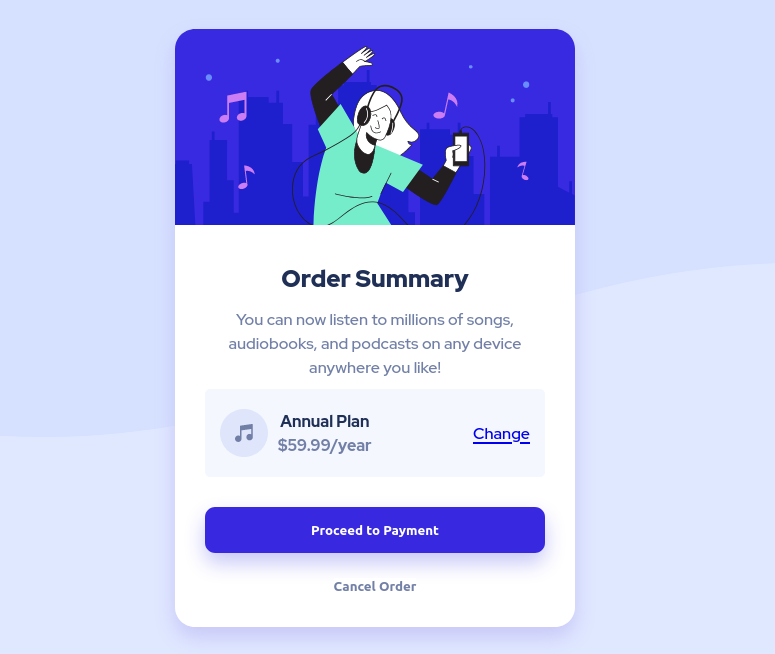 Order Summary
You can now listen to millions of songs,
audiobooks, and podcasts on any device
anywhere you like!
Annual Plan
$59.99/year
Change
Proceed to Payment
Cancel Order